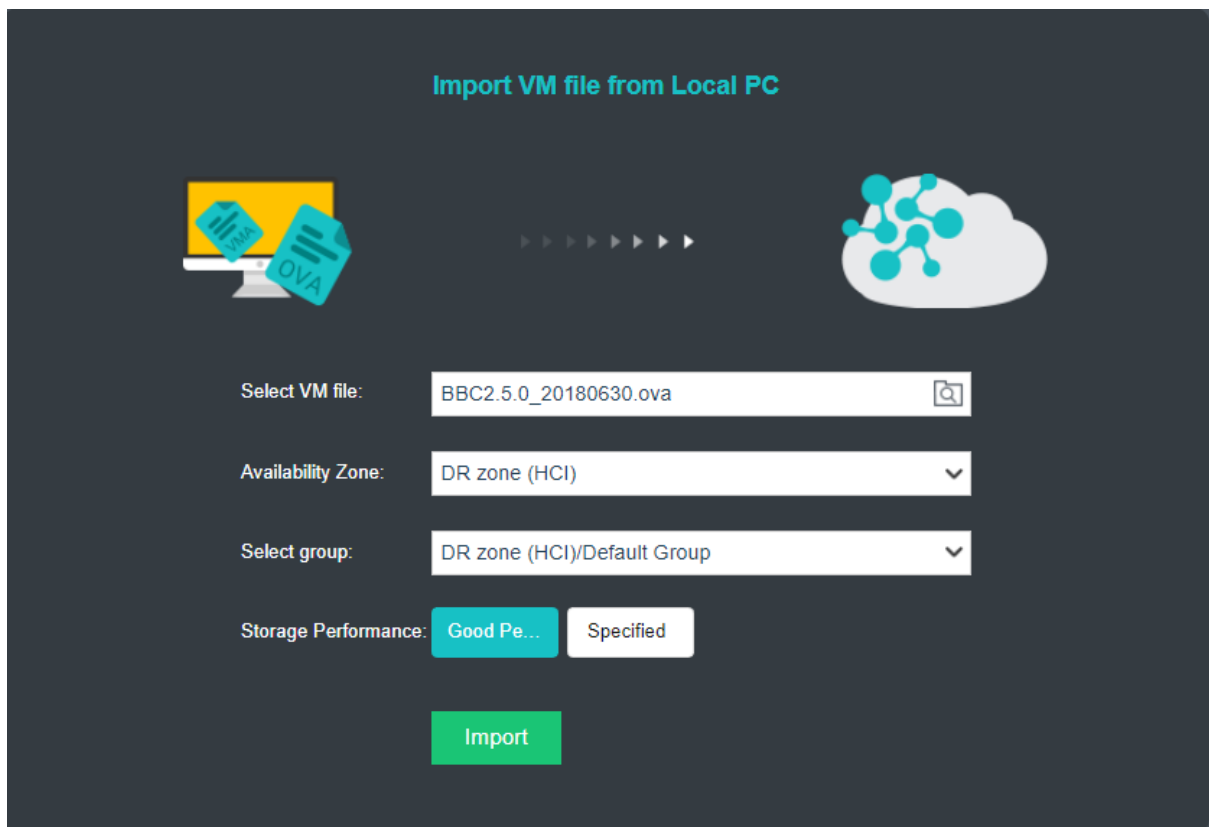 Import VM file from Local PC
VMA
OVA
Select VM file: BBC2.5.0_20180630.ova
Availability Zone: DR zone (HCI)
Select group: DR zone (HCI)/Default Group
Storage Performance: Good Pe... Specified
Import